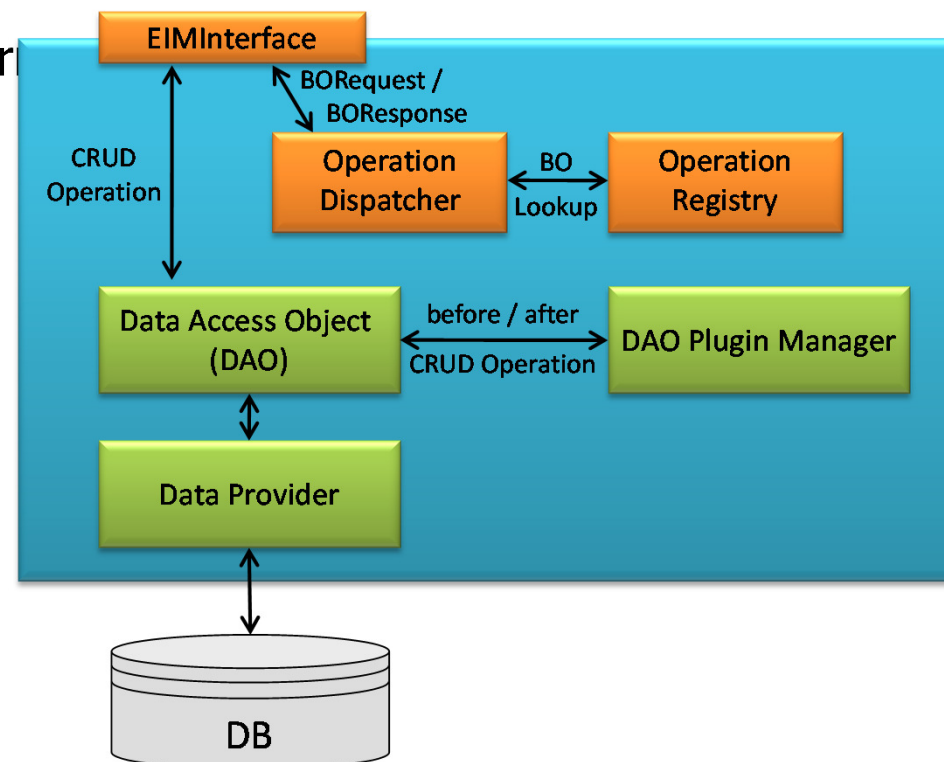 EIMInterface
BORequest /
BOResponse
CRUD
Operation
Operation
Dispatcher
BO
Lookup
Operation
Registry
Data Access Object
(DAO)
before / after
CRUD Operation
DAO Plugin Manager
Data Provider
DB